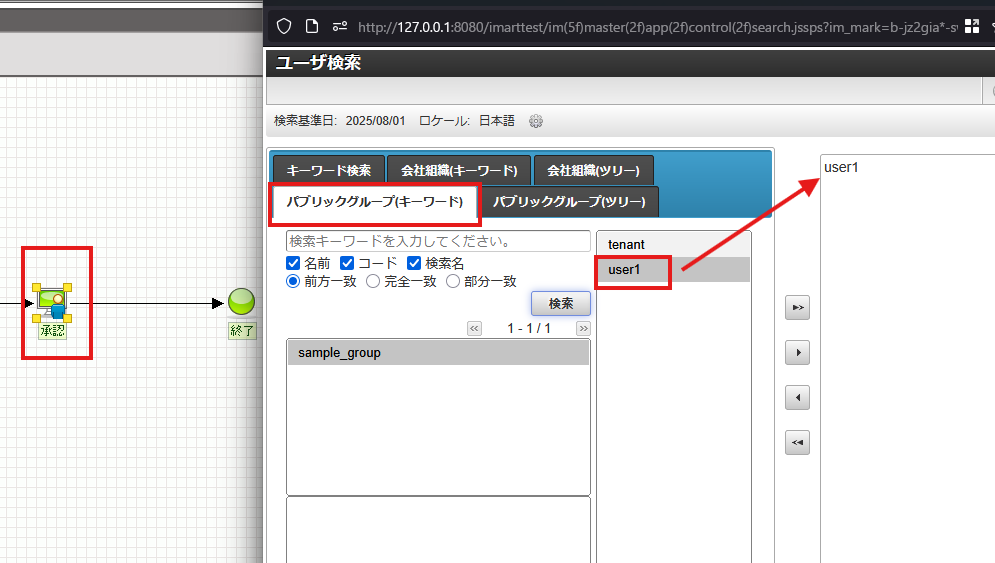 http://127.0.0.1:8080/imarttest/im(5f)master(2f)app(2f)control(2f)search.jssps?im_mark=b-jz2gia*-s
ユーザ検索
検索基準日: 2025/08/01 ロケール: 日本語
キーワード検索 会社組織(キーワード) 会社組織(ツリー)
パブリックグループ(キーワード) パブリックグループ(ツリー)
検索キーワードを入力してください。
名前 コード 検索名
前方一致 完全一致 部分一致
検索
1 - 1 / 1
sample_group
tenant
user1
user1
承認
終了